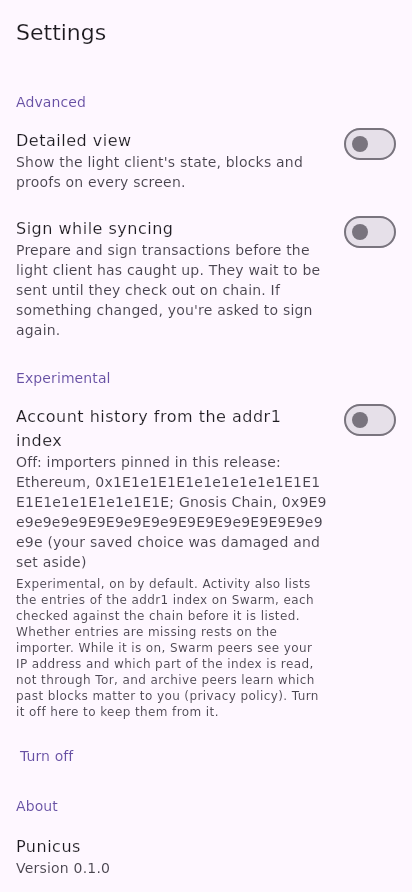 Settings
Advanced
Detailed view
Show the light client's state, blocks and
proofs on every screen.
Sign while syncing
Prepare and sign transactions before the
light client has caught up. They wait to be
sent until they check out on chain. If
something changed, you're asked to sign
again.
Experimental
Account history from the addr1
index
Off: importers pinned in this release:
Ethereum, 0x1E1e1E1E1e1e1e1e1e1E1E1
E1E1e1e1E1e1e1E1E; Gnosis Chain, 0x9E9
e9e9e9e9E9E9e9E9e9E9E9E9e9E9E9E9e9
e9e (your saved choice was damaged and
set aside)
Experimental, on by default. Activity also lists
the entries of the addr1 index on Swarm, each
checked against the chain before it is listed.
Whether entries are missing rests on the
importer. While it is on, Swarm peers see your
IP address and which part of the index is read,
not through Tor, and archive peers learn which
past blocks matter to you (privacy policy). Turn
it off here to keep them from it.
Turn off
About
Punicus
Version 0.1.0